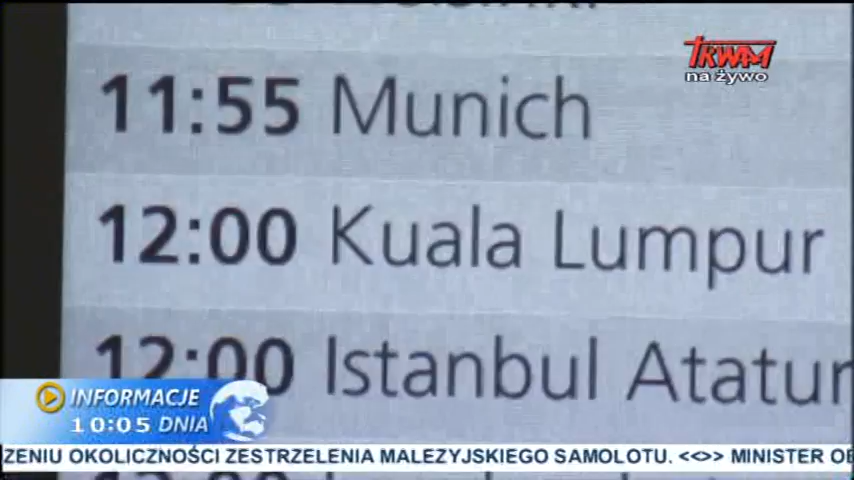 TRWAM
na żywo
11:55 Munich
12:00 Kuala Lumpur
12:00 Istanbul Atatur
INFORMACJE
10:05 DNIA
ZENIU OKOLICZNOŚCI ZESTRZELENIA MALEZYJSKIEGO SAMOLOTU. <<>> MINISTER OB